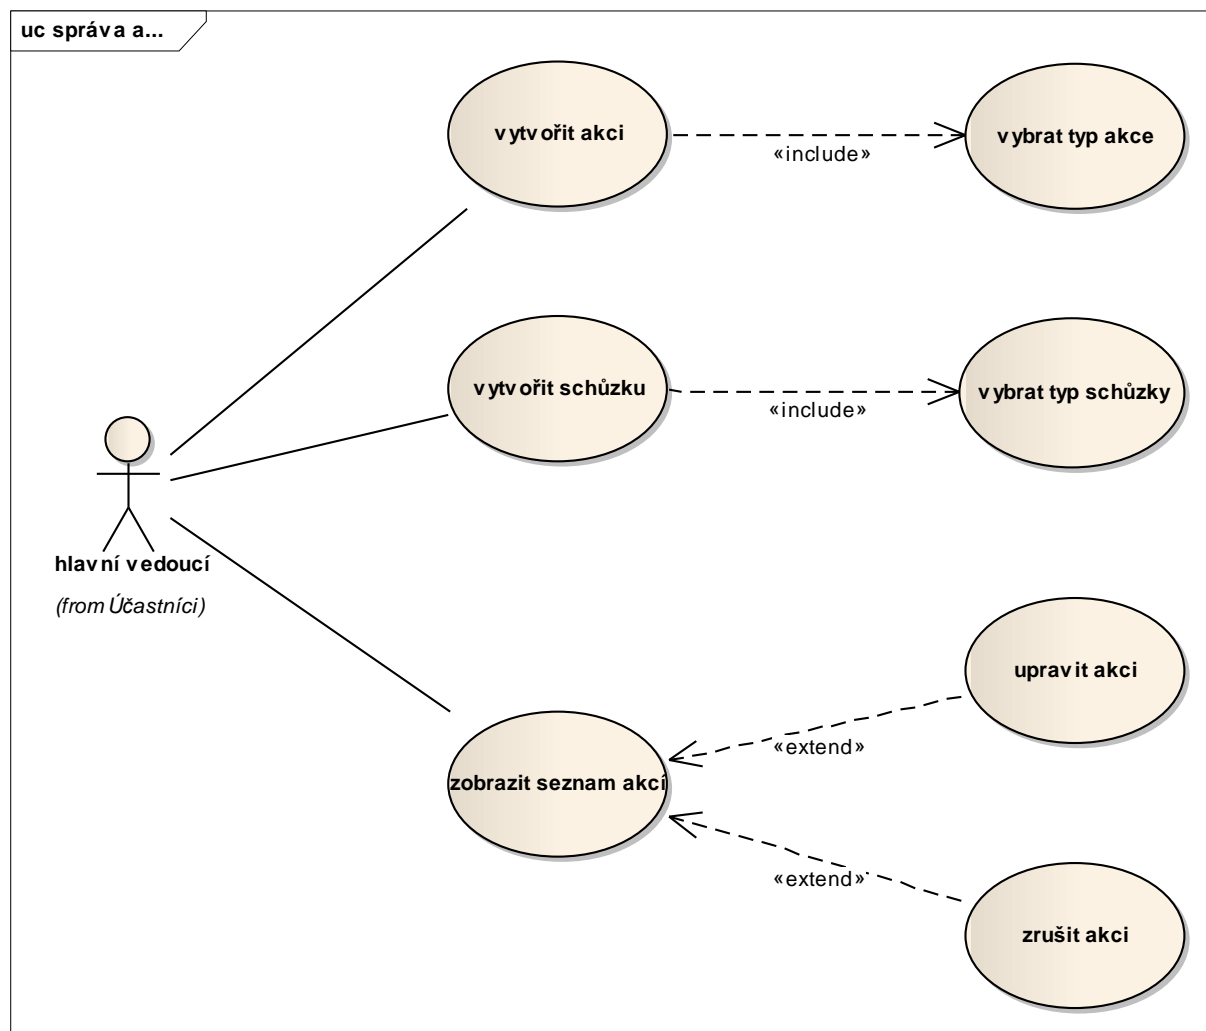 uc správa a...
vytvořit akci
«include»
vybrat typ akce
vytvořit schůzku
«include»
vybrat typ schůzky
hlavní vedoucí
(from Účastníci)
upravit akci
«extend»
zobrazit seznam akcí
«extend»
zrušit akci